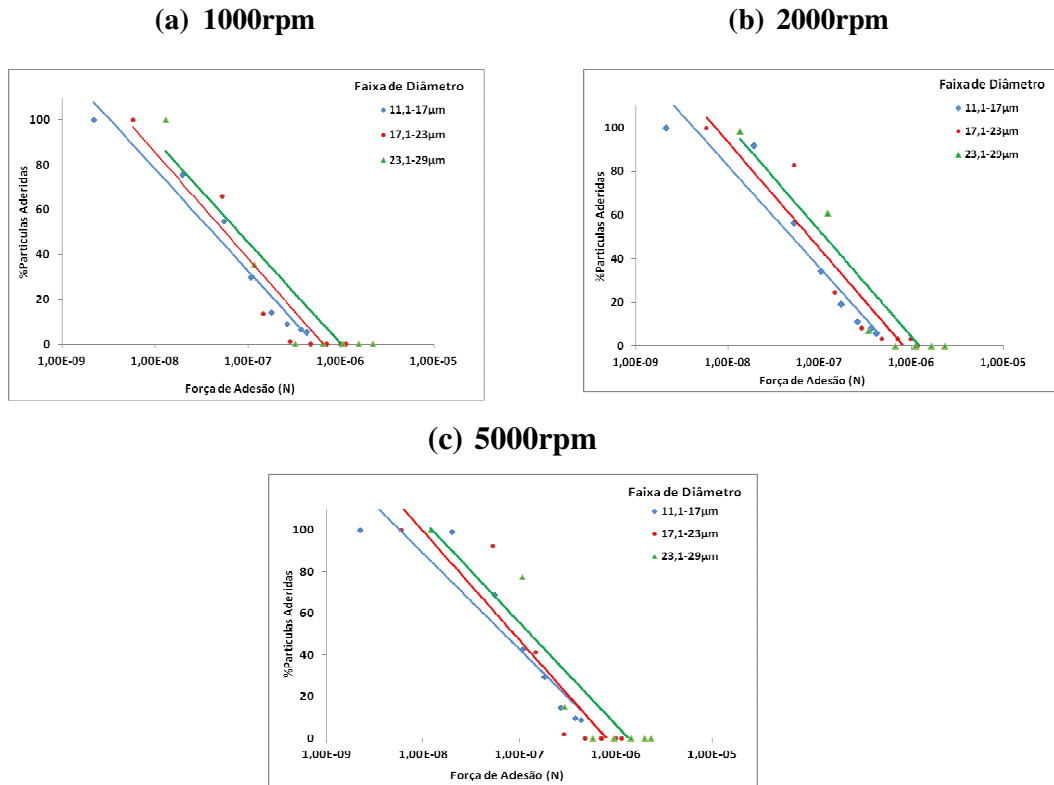 (a) 1000rpm
Faixa de Diâmetro
11,1-17µm
17,1-23µm
23,1-29µm
%Particulas Aderidas
100
80
60
40
20
0
1,00E-09 1,00E-08 1,00E-07 1,00E-06 1,00E-05
Força de Adesão (N)
(b) 2000rpm
Faixa de Diâmetro
11,1-17µm
17,1-23µm
23,1-29µm
%Particulas Aderidas
100
80
60
40
20
0
1,00E-09 1,00E-08 1,00E-07 1,00E-06 1,00E-05
Força de Adesão (N)
(c) 5000rpm
Faixa de Diâmetro
11,1-17µm
17,1-23µm
23,1-29µm
%Particulas Aderidas
100
80
60
40
20
0
1,00E-09 1,00E-08 1,00E-07 1,00E-06 1,00E-05
Força de Adesão (N)